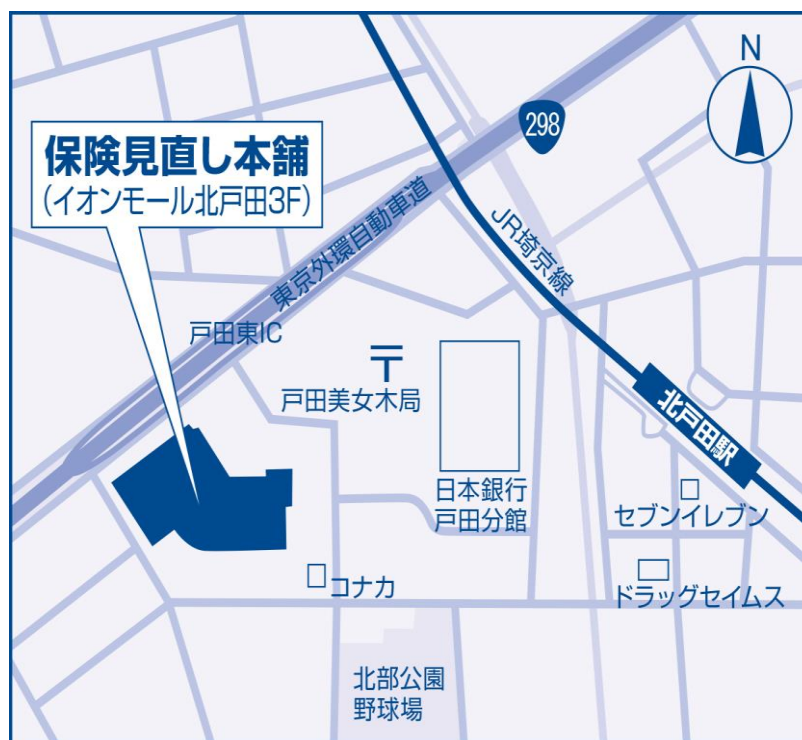 N
298
保険見直し本舗
(イオンモール北戸田3F)
JR埼京線
東京外環自動車道
戸田東IC
〒
戸田美女木局
北戸田駅
日本銀行
戸田分館
セブンイレブン
コナカ
ドラッグセイムス
北部公園
野球場